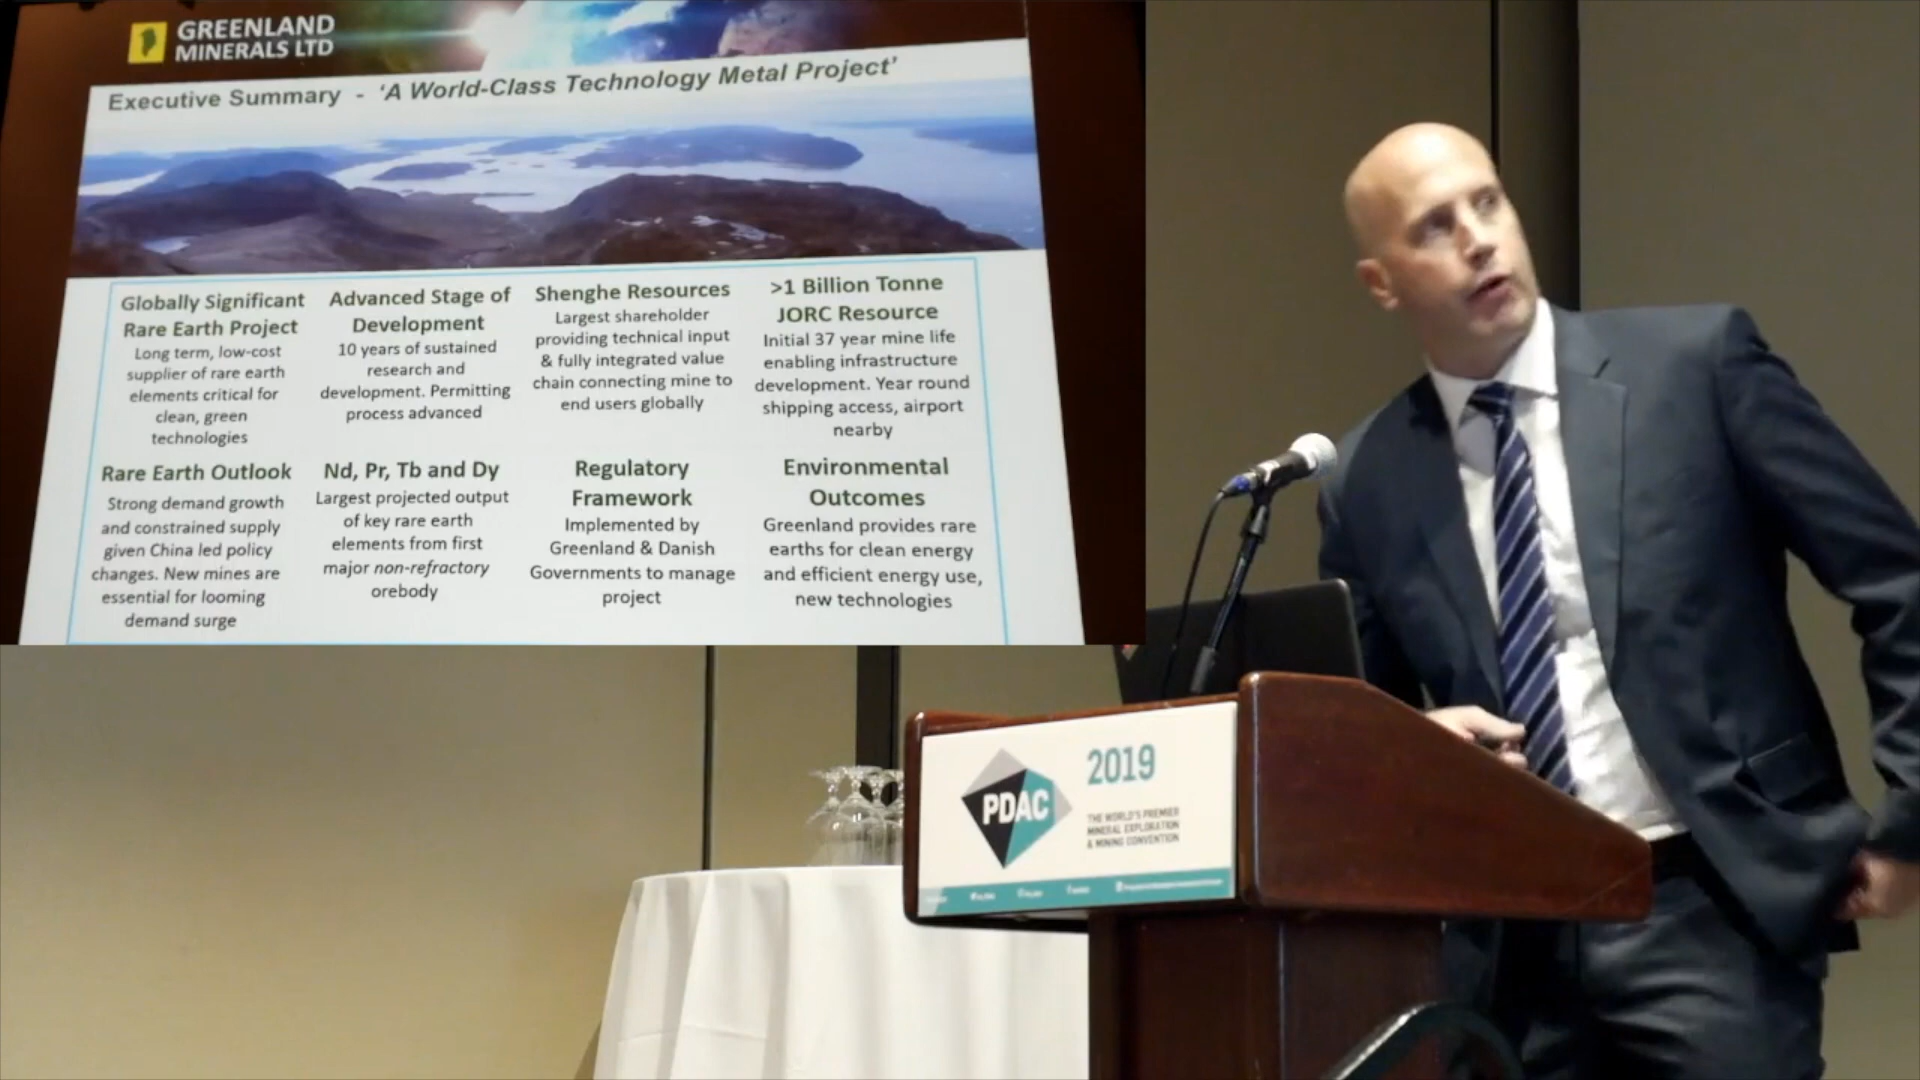 GREENLAND
MINERALS LTD
Executive Summary - 'A World-Class Technology Metal Project'
Globally Significant
Rare Earth Project
Long term, low-cost
supplier of rare earth
elements critical for
clean, green
technologies
Advanced Stage of
Development
10 years of sustained
research and
development. Permitting
process advanced
Shenghe Resources
Largest shareholder
providing technical input
& fully integrated value
chain connecting mine to
end users globally
>1 Billion Tonne
JORC Resource
Initial 37 year mine life
enabling infrastructure
development. Year round
shipping access, airport
nearby
Rare Earth Outlook
Strong demand growth
and constrained supply
given China led policy
changes. New mines are
essential for looming
demand surge
Nd, Pr, Tb and Dy
Largest projected output
of key rare earth
elements from first
major non-refractory
orebody
Regulatory
Framework
Implemented by
Greenland & Danish
Governments to manage
project
Environmental
Outcomes
Greenland provides rare
earths for clean energy
and efficient energy use,
new technologies
PDAC
2019
THE WORLD'S PREMIER
MINERAL EXPLORATION
& MINING CONVENTION